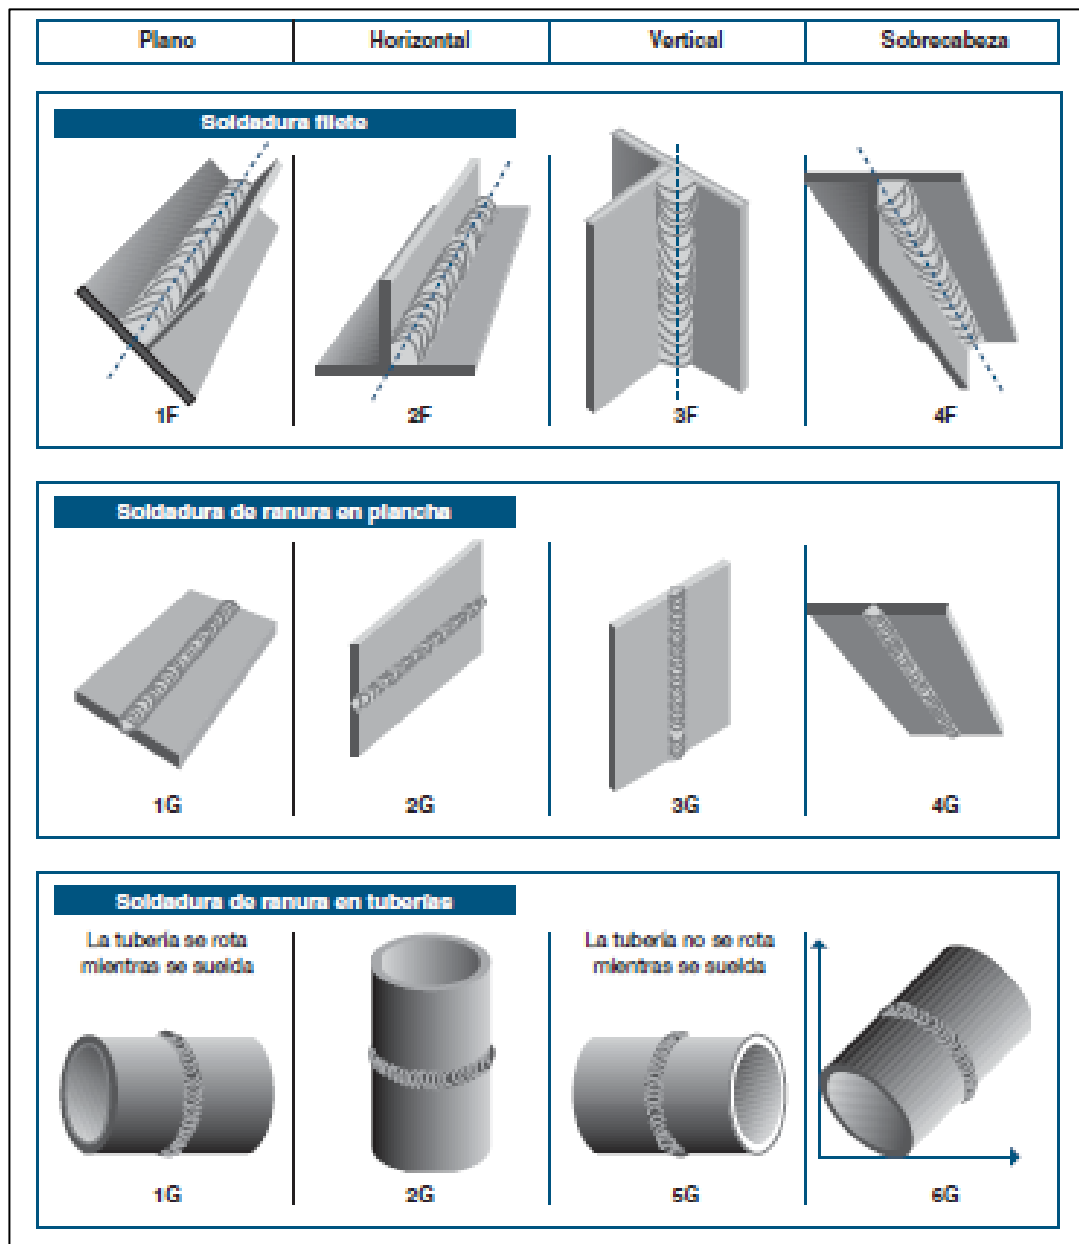 Plano
Horizontal
Vertical
Sobrecabeza
Soldadura filete
1F
2F
3F
4F
Soldadura de ranura en plancha
1G
2G
3G
4G
Soldadura de ranura en tuberías
La tubería se rota
mientras se suelda
La tubería no se rota
mientras se suelda
1G
2G
5G
6G